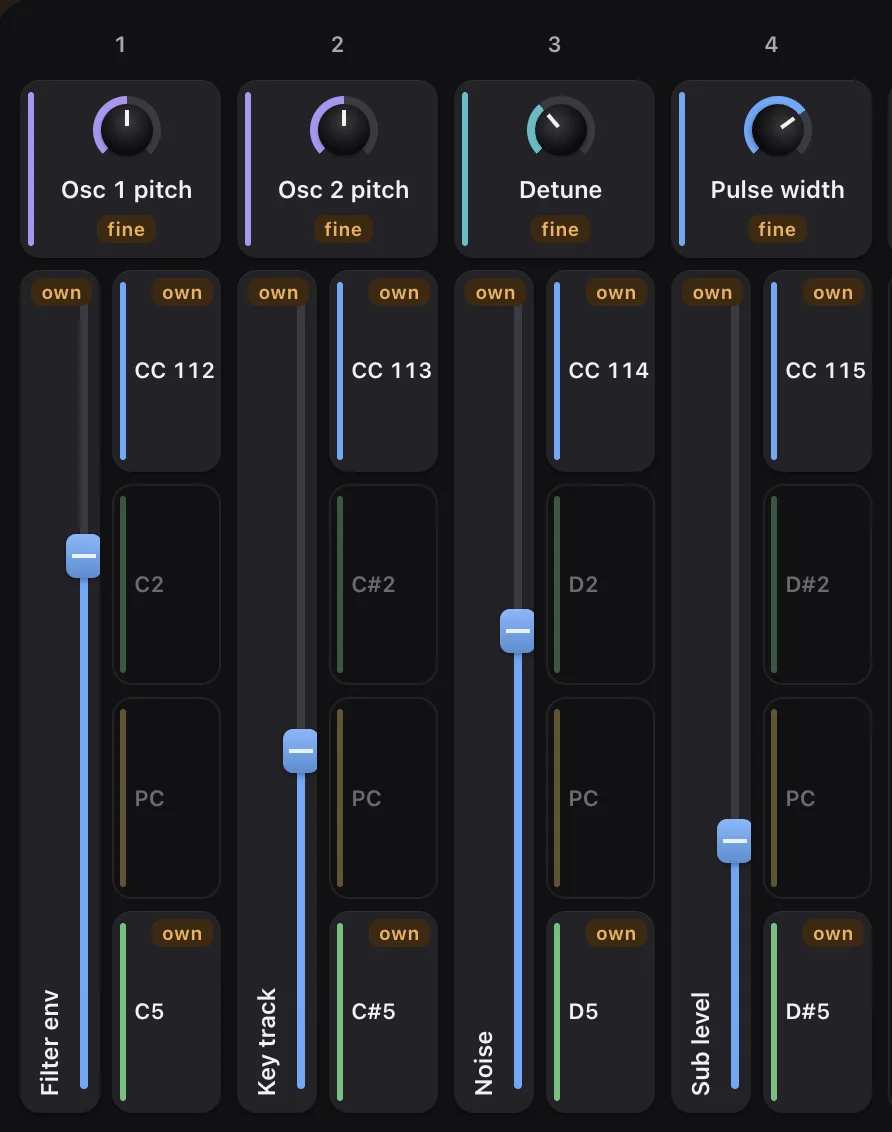 1 2 3 4
Osc 1 pitch Osc 2 pitch Detune Pulse width
fine fine fine fine
own own own own own own own own
CC 112 CC 113 CC 114 CC 115
C2 C#2 D2 D#2
PC PC PC PC
own own own own
C5 C#5 D5 D#5
Filter env Key track Noise Sub level